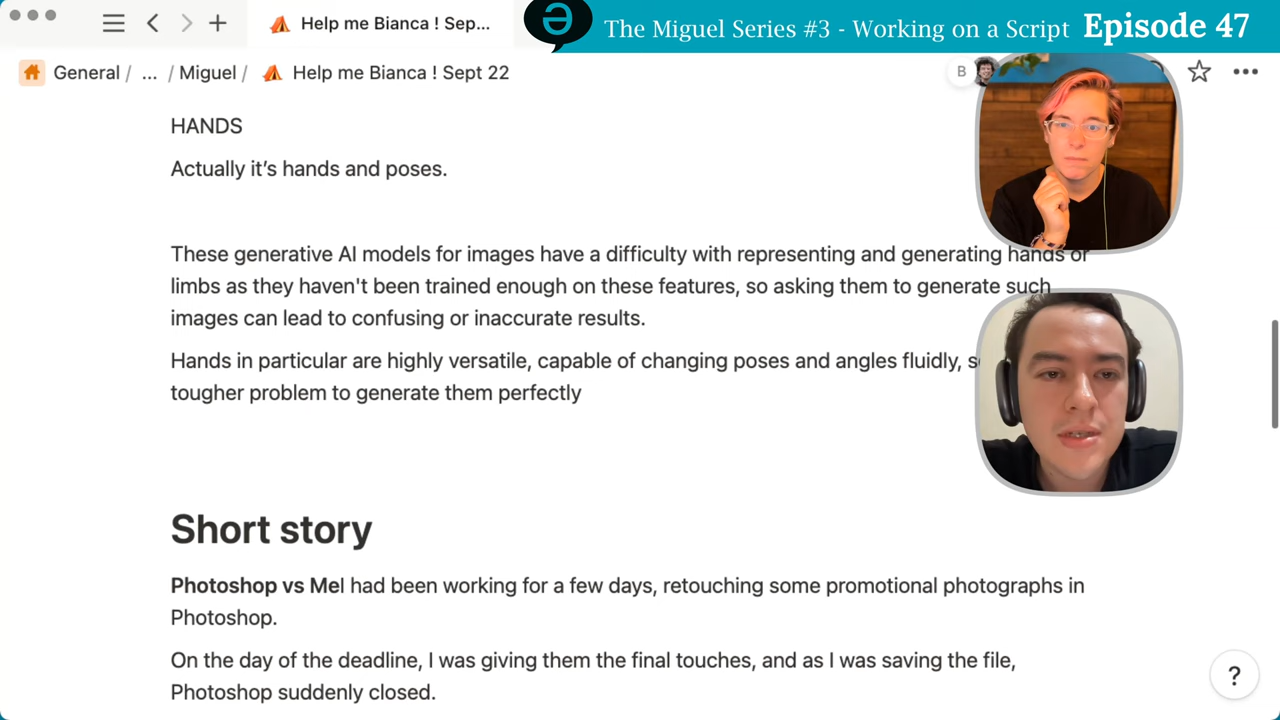 Help me Bianca ! Sep...
ə
The Miguel Series #3 - Working on a Script Episode 47
General / ... / Miguel / Help me Bianca ! Sept 22
B
HANDS
Actually it’s hands and poses.
These generative AI models for images have a difficulty with representing and generating hands or
limbs as they haven't been trained enough on these features, so asking them to generate such
images can lead to confusing or inaccurate results.
Hands in particular are highly versatile, capable of changing poses and angles fluidly,
tougher problem to generate them perfectly
Short story
Photoshop vs MeI had been working for a few days, retouching some promotional photographs in
Photoshop.
On the day of the deadline, I was giving them the final touches, and as I was saving the file,
Photoshop suddenly closed.
?